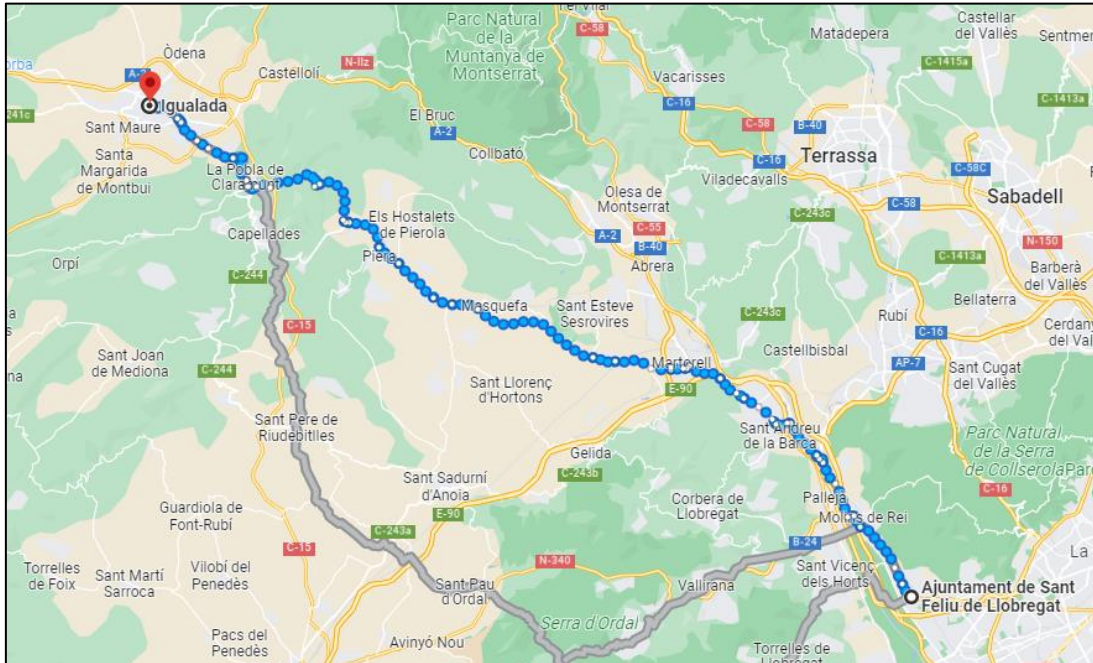 Parc Natural
de la
Muntanya de
Montserrat
El Vilar
C-58
Matadepera
Castellar
del Vallès
Sentmen
Òdena
N-IIz
Castellolí
A-2
Igualada
241c
Sant Maure
Santa
Margarida
de Montbui
La Pobla de
Claramunt
El Bruc
A-2
Collbató
Vacarisses
C-16
C-58
B-40
C-16
Terrassa
Viladecavalls
C-1415a
C-1413a
C-58C
C-58
Sabadell
N-150
Olesa de
Montserrat
C-55
A-2
B-40
Abrera
C-243c
C-1413a
Barberà
del Vallès
Bellaterra
Capellades
Els Hostalets
de Pierola
Piera
Orpí
C-244
C-15
Masquefa
Sant Esteve
Sesrovires
C-243c
Castellbisbal
Rubí
C-16
AP-7
Cerdany
del Val
Sant Cugat
del Vallès
Martorell
E-90
Sant Joan
de Mediona
C-244
Sant Llorenç
d'Hortons
Sant Pere de
Riudebitlles
Sant Andreu
de la Barca
Parc Natural
de la Serra
de Collserola
Parc
C-16
Gelida
C-243b
Sant Sadurní
d'Anoia
E-90
C-243a
Guardiola de
Font-Rubí
Corbera de
Llobregat
Pallejà
Molins de Rei
B-24
C-15
N-340
Torrelles
de Foix
Sant Martí
Sarroca
Vilobí del
Penedès
Sant Pau
d'Ordal
Vallirana
Sant Vicenç
dels Horts
Ajuntament de Sant
Feliu de Llobregat
La
Serra d'Ordal
Pacs del
Penedès
Avinyó Nou
Torrelles de
Llobregat